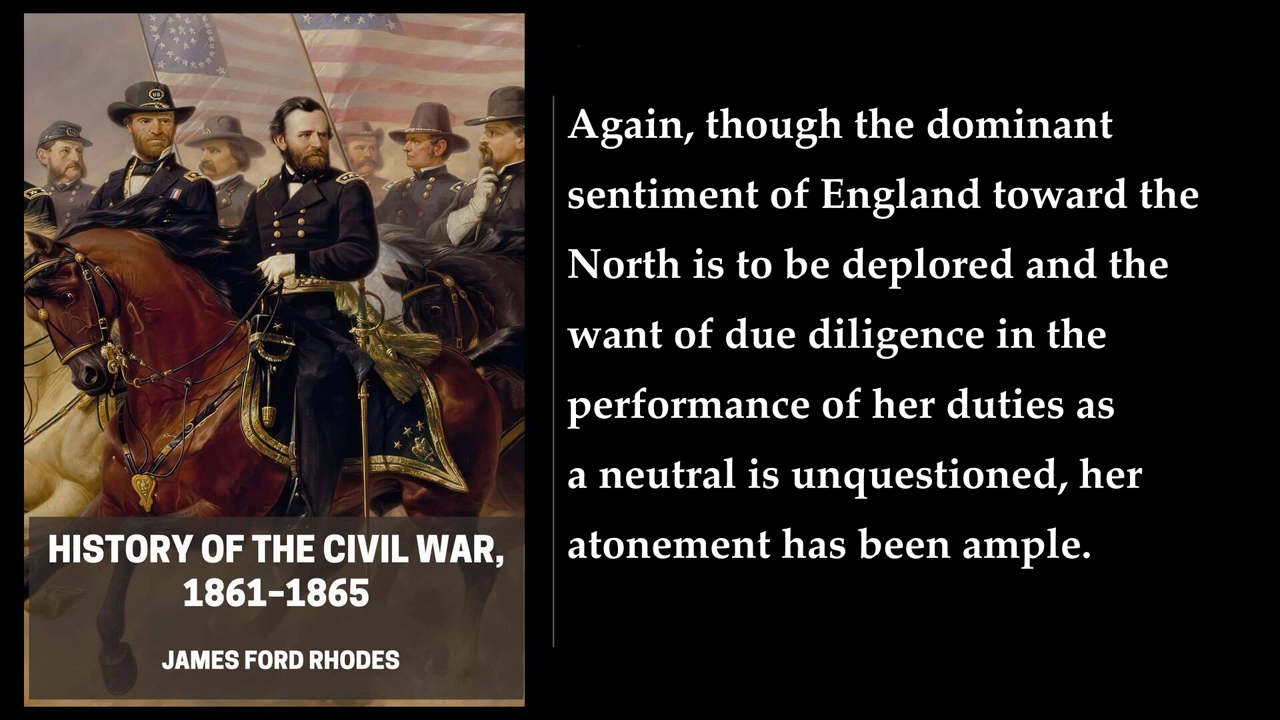 HISTORY OF THE CIVIL WAR,
1861–1865
JAMES FORD RHODES
Again, though the dominant
sentiment of England toward the
North is to be deplored and the
want of due diligence in the
performance of her duties as
a neutral is unquestioned, her
atonement has been ample.